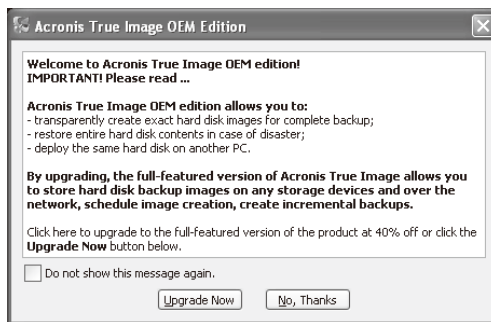 Acronis True Image OEM Edition
Welcome to Acronis True Image OEM edition!
IMPORTANT! Please read ...
Acronis True Image OEM edition allows you to:
- transparently create exact hard disk images for complete backup;
- restore entire hard disk contents in case of disaster;
- deploy the same hard disk on another PC.
By upgrading, the full-featured version of Acronis True Image allows you
to store hard disk backup images on any storage devices and over the
network, schedule image creation, create incremental backups.
Click here to upgrade to the full-featured version of the product at 40% off or click the
Upgrade Now button below.
Do not show this message again.
Upgrade Now No, Thanks